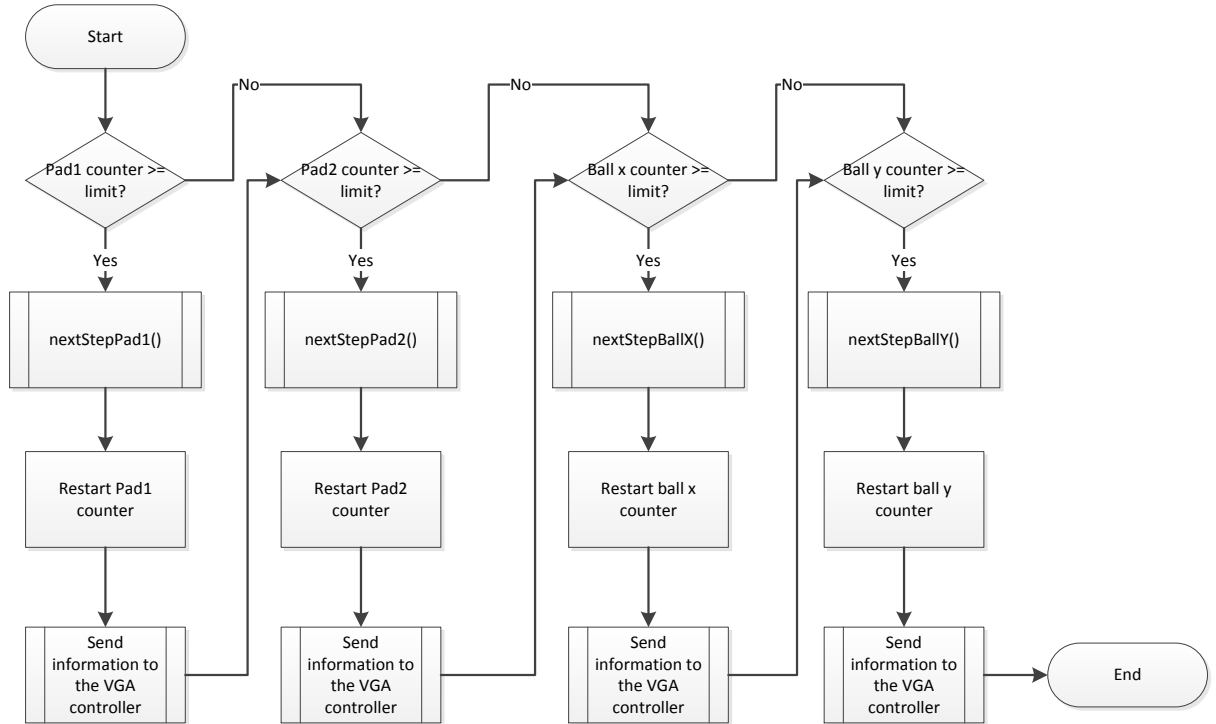 Start
No
No
No
Pad1 counter >=
limit?
Pad2 counter >=
limit?
Ball x counter >=
limit?
Ball y counter >=
limit?
Yes
Yes
Yes
Yes
nextStepPad1()
nextStepPad2()
nextStepBallX()
nextStepBallY()
Restart Pad1
counter
Restart Pad2
counter
Restart ball x
counter
Restart ball y
counter
Send
information to
the VGA
controller
Send
information to
the VGA
controller
Send
information to
the VGA
controller
Send
information to
the VGA
controller
End